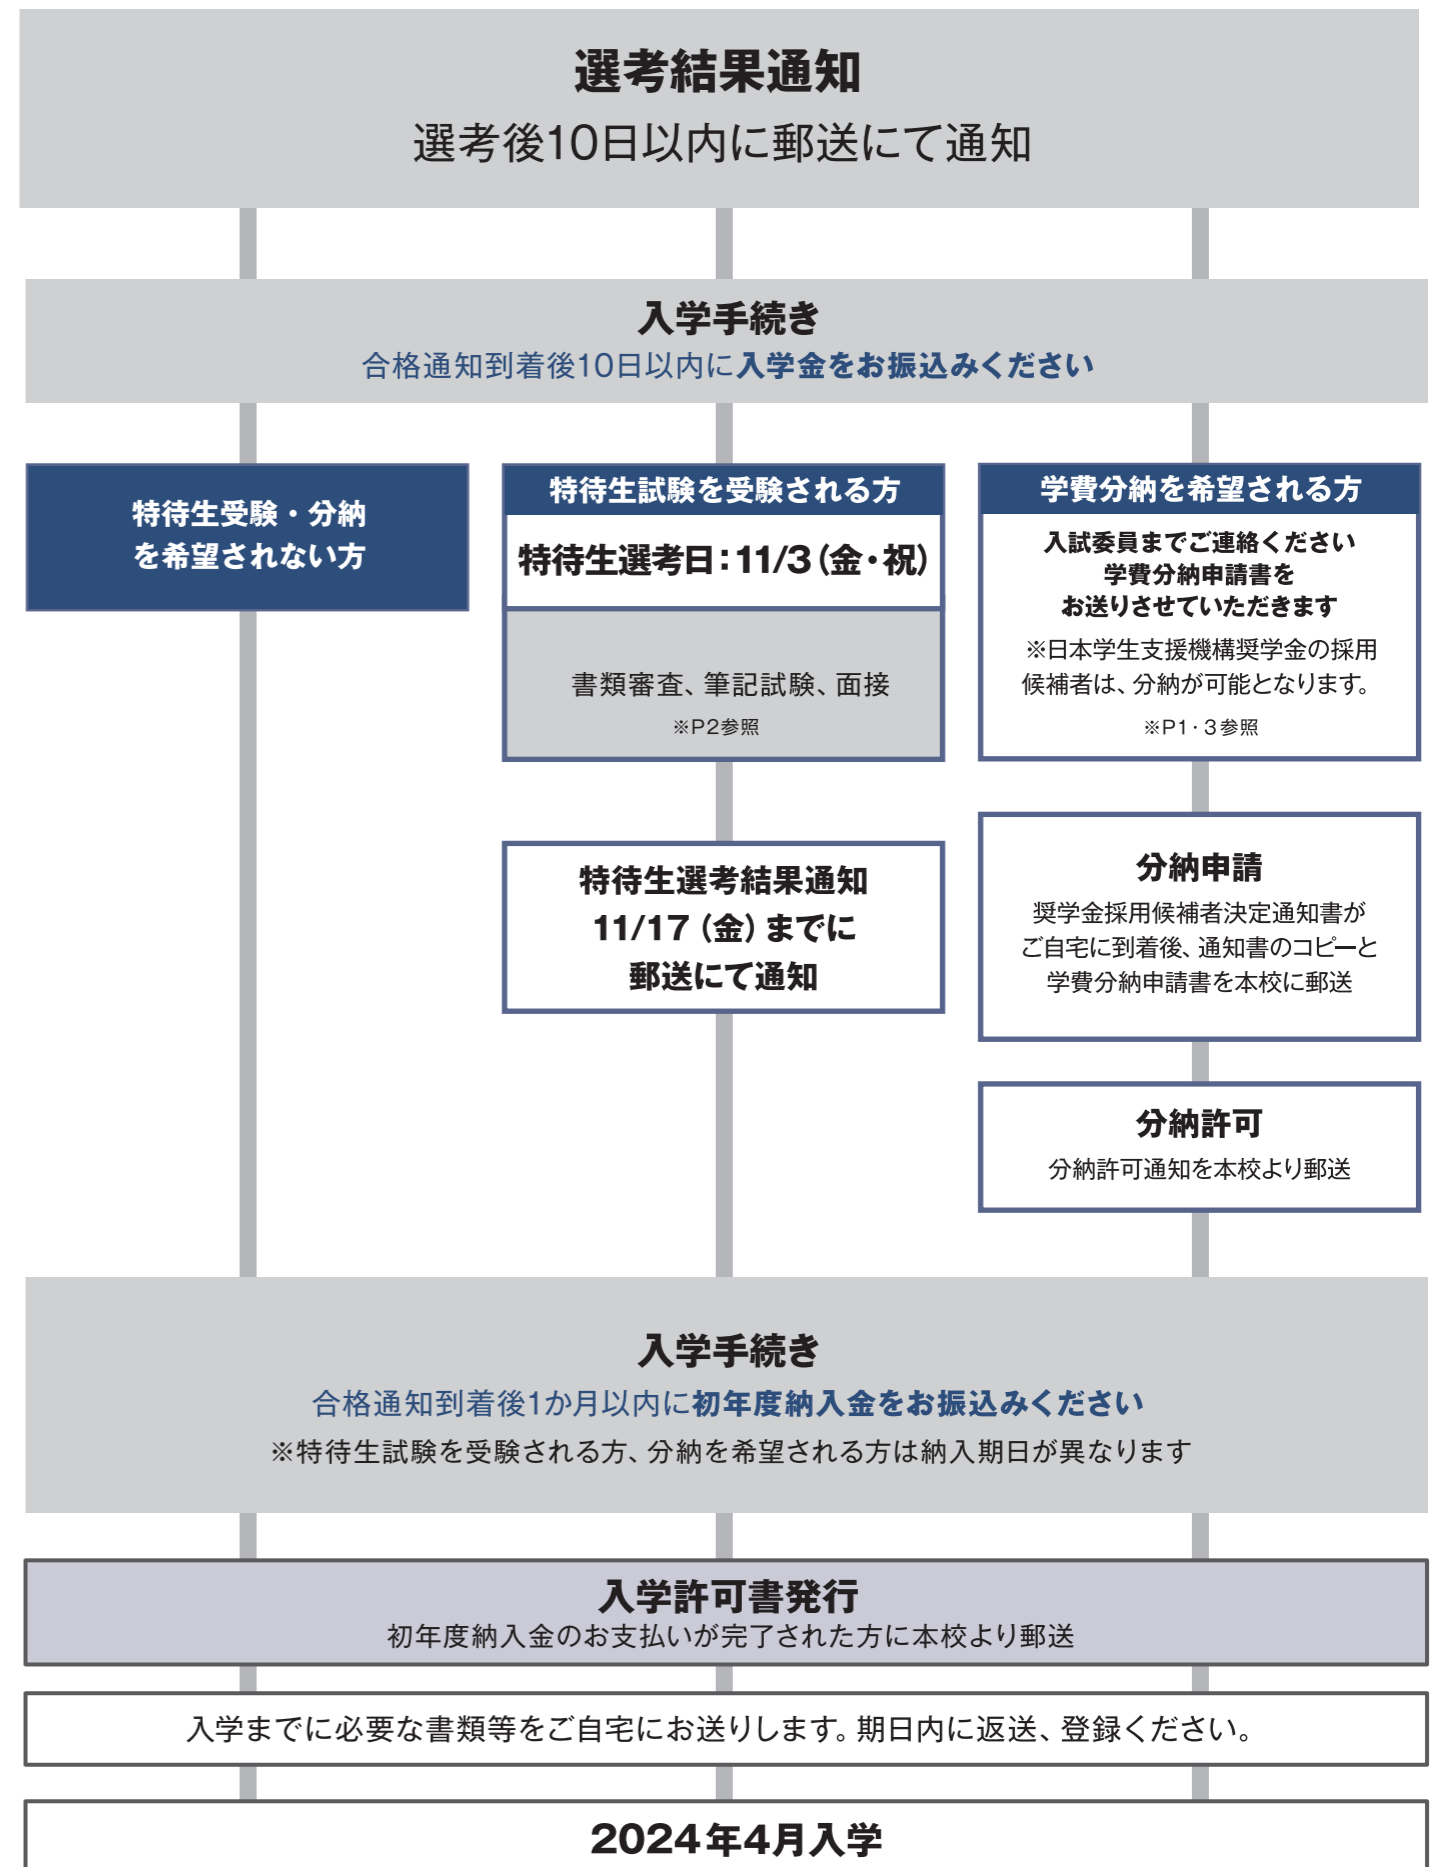 選考結果通知
選考後10日以内に郵送にて通知
入学手続き
合格通知到着後10日以内に入学金をお振込みください
特待生受験・分納
を希望されない方
特待生試験を受験される方
特待生選考日：11/3（金・祝）
書類審査、筆記試験、面接
※P2参照
特待生選考結果通知
11/17（金）までに
郵送にて通知
学費分納を希望される方
入試委員までご連絡ください
学費分納申請書を
お送りさせていただきます
※日本学生支援機構奨学金の採用
候補者は、分納が可能となります。
※P1・3参照
分納申請
奨学金採用候補者決定通知書が
ご自宅に到着後、通知書のコピーと
学費分納申請書を本校に郵送
分納許可
分納許可通知を本校より郵送
入学手続き
合格通知到着後1か月以内に初年度納入金をお振込みください
※特待生試験を受験される方、分納を希望される方は納入期日が異なります
入学許可書発行
初年度納入金のお支払いが完了された方に本校より郵送
入学までに必要な書類等をご自宅にお送りします。期日内に返送、登録ください。
2024年4月入学